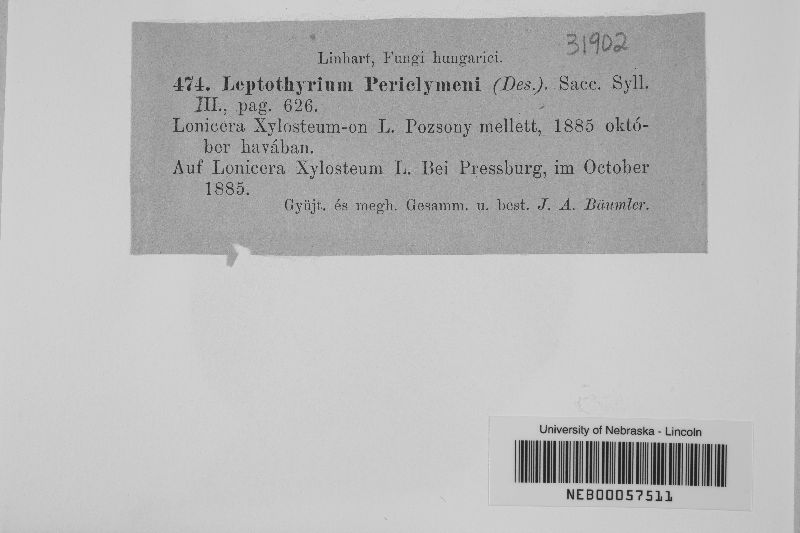 31902
Linhart, Fungi hungarici.
474. Leptothyrium Periclymeni (Des.). Sacc. Syll.
III., pag. 626.
Lonicera Xylosteum-on L. Pozsony mellett, 1885 októ-
ber havában.
Auf Lonicera Xylosteum L. Bei Pressburg, im October
1885.
Gyüjt. és megh. Gesamm. u. best. J. A. Bäumler.
University of Nebraska - Lincoln
NEB00057511